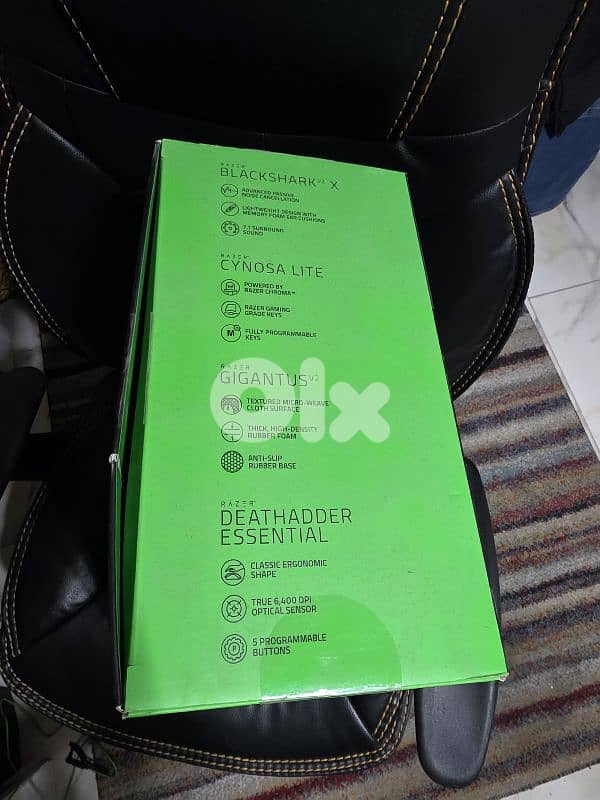 RAZER
BLACKSHARK V2 X
ADVANCED PASSIVE
NOISE CANCELLATION
LIGHTWEIGHT DESIGN WITH
MEMORY FOAM EAR CUSHIONS
7.1 SURROUND
SOUND
RAZER
CYNOSA LITE
POWERED BY
RAZER CHROMA™
RAZER GAMING
GRADE KEYS
M
FULLY PROGRAMMABLE
KEYS
RAZER
GIGANTUS V2
TEXTURED MICRO-WEAVE
CLOTH SURFACE
THICK, HIGH-DENSITY
RUBBER FOAM
ANTI-SLIP
RUBBER BASE
olx
RAZER™
DEATHADDER
ESSENTIAL
CLASSIC ERGONOMIC
SHAPE
TRUE 6,400 DPI
OPTICAL SENSOR
P
5 PROGRAMMABLE
BUTTONS